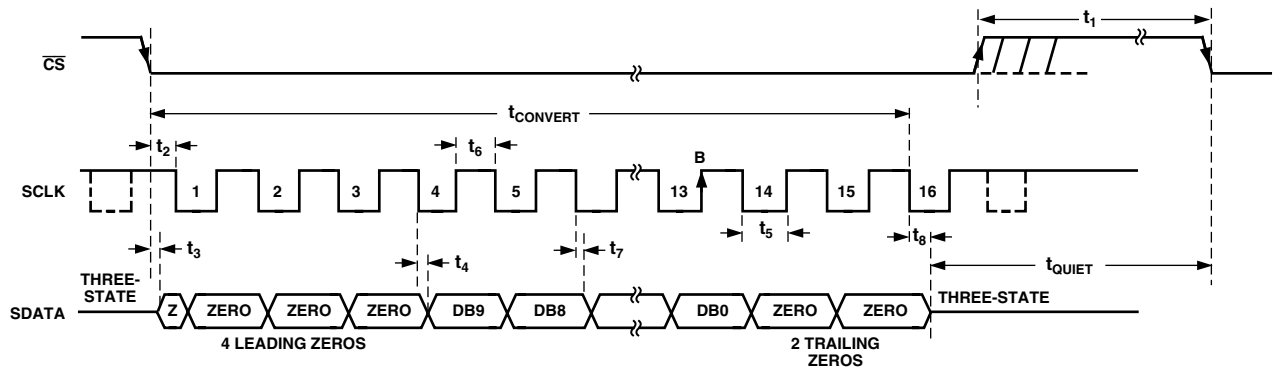 t1
CS
tCONVERT
t2
t6
B
SCLK
1 2 3 4 5 13 14 15 16
t5
t8
t3
t7
t4
tQUIET
THREE-
STATE
THREE-STATE
SDATA
Z ZERO ZERO ZERO DB9 DB8 DB0 ZERO ZERO
4 LEADING ZEROS
2 TRAILING
ZEROS